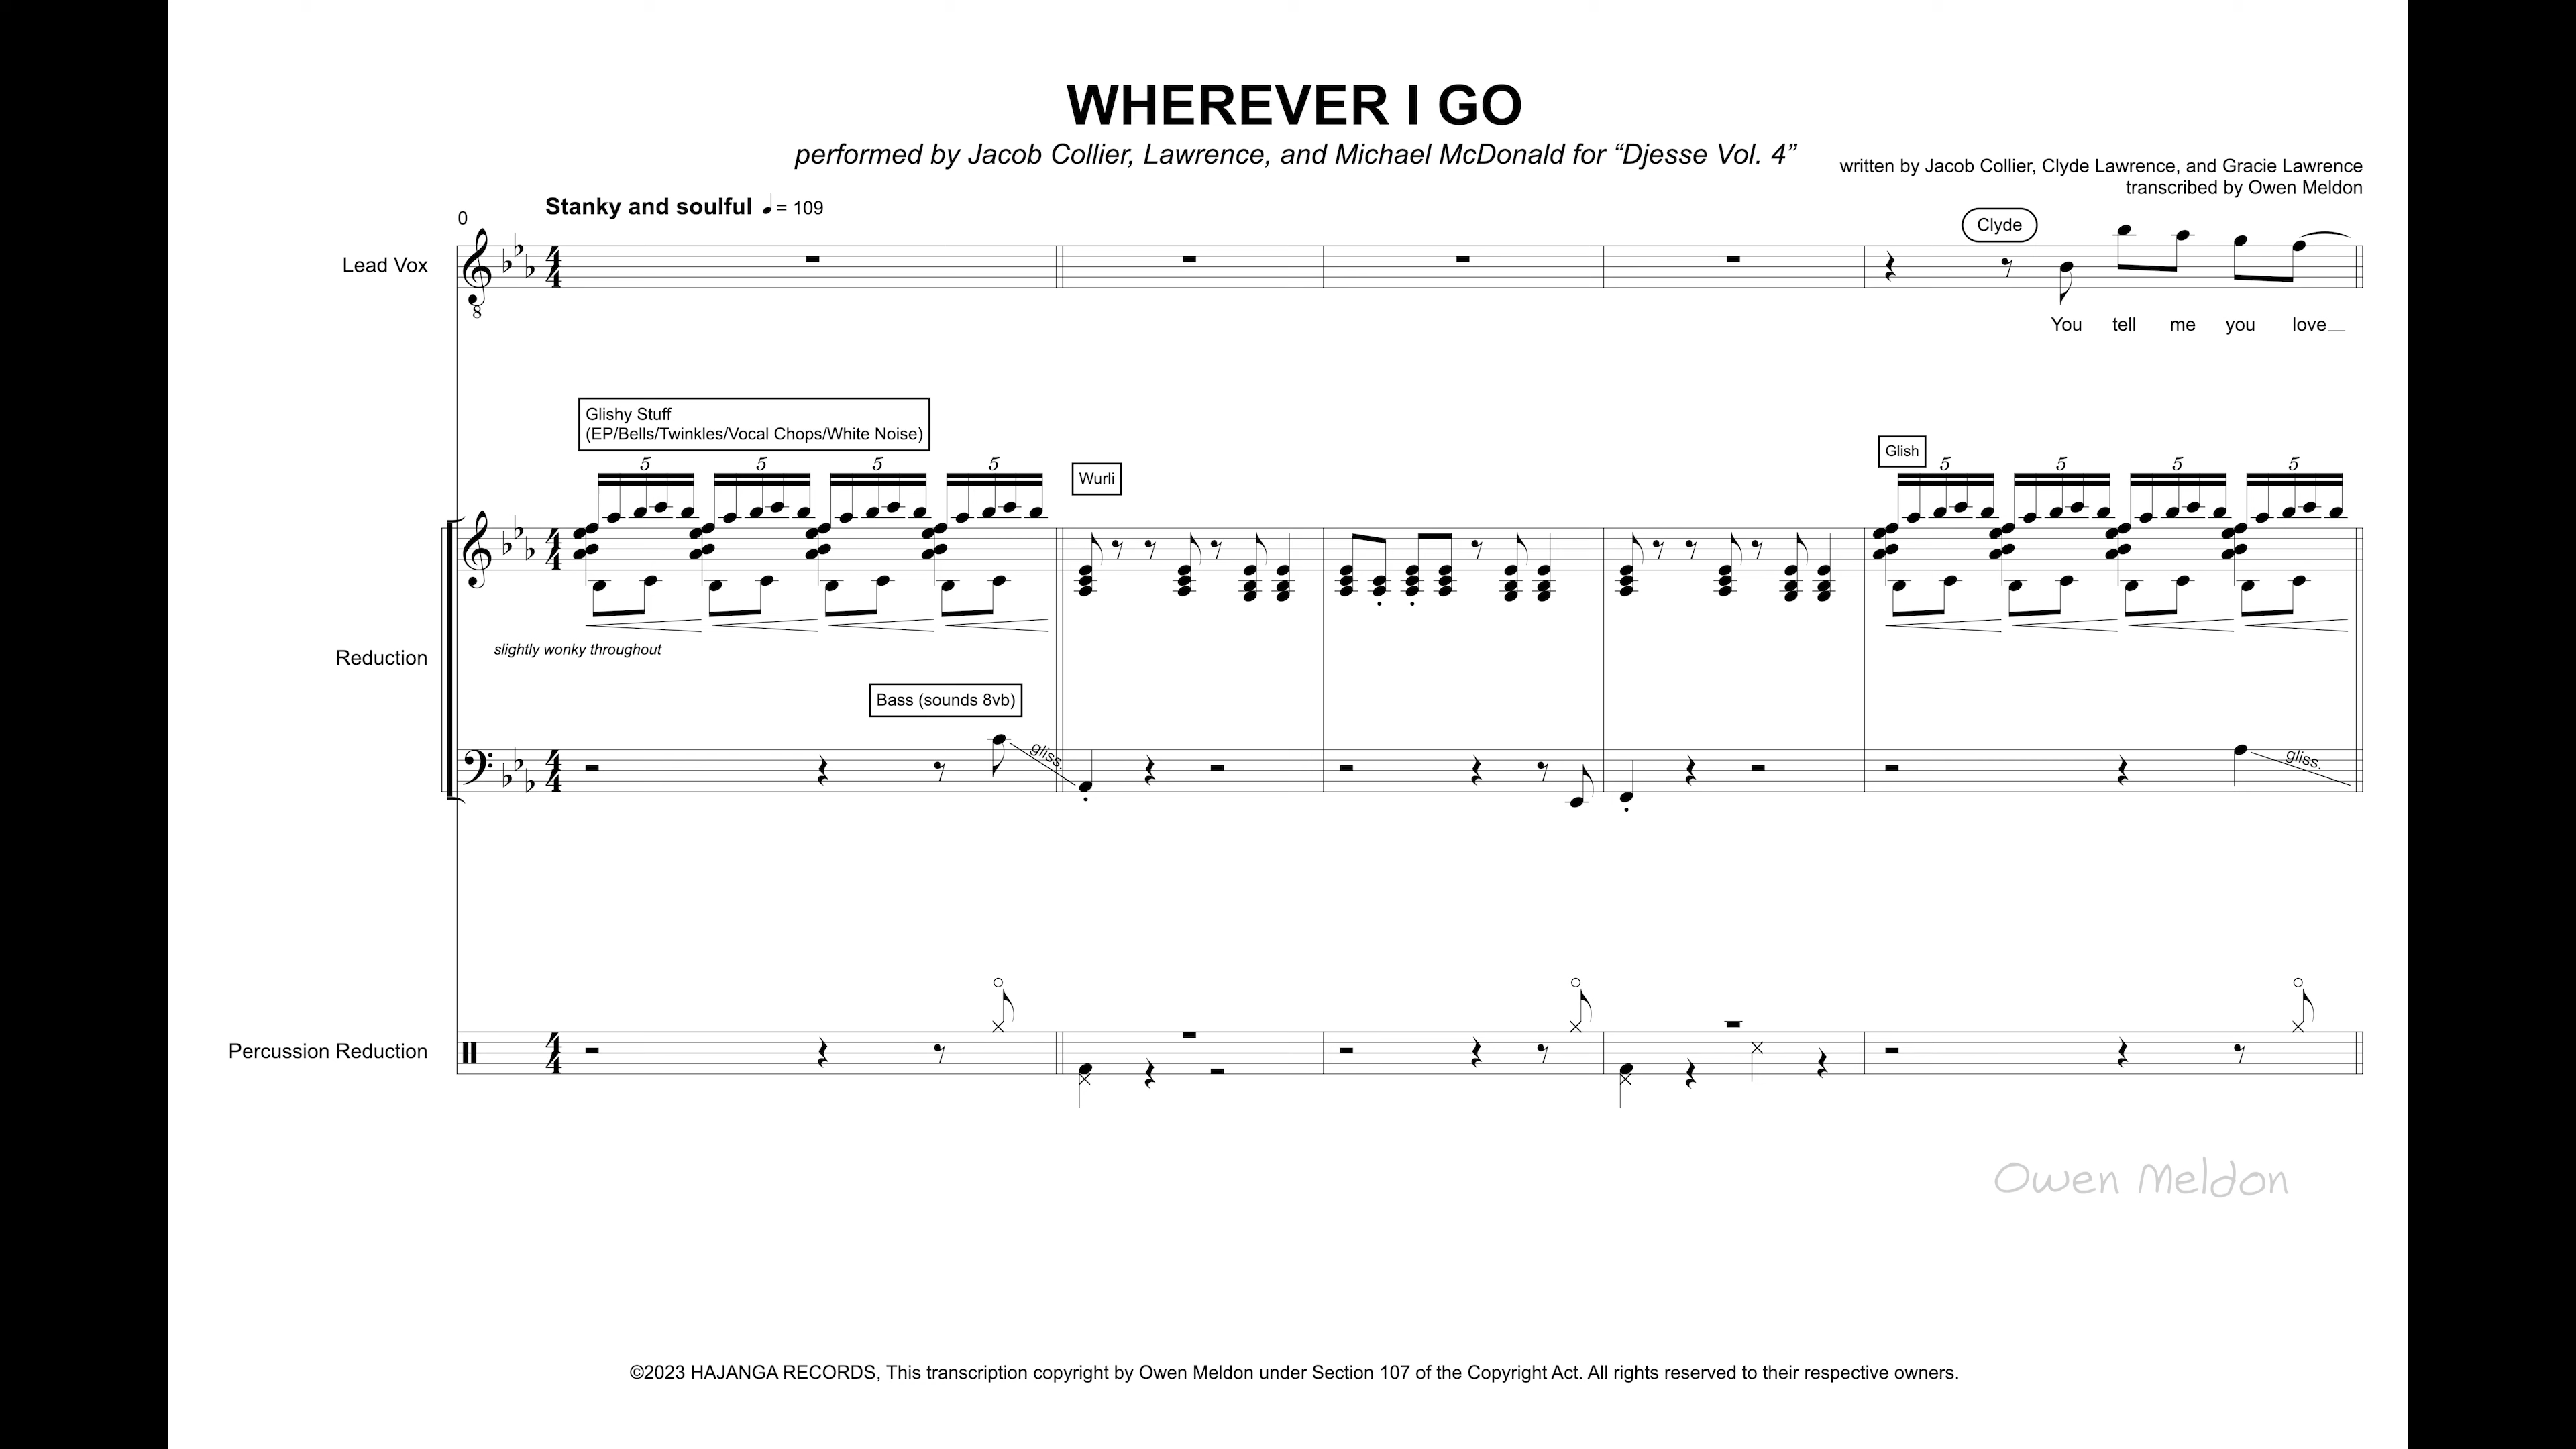 WHEREVER I GO
performed by Jacob Collier, Lawrence, and Michael McDonald for “Djesse Vol. 4”
written by Jacob Collier, Clyde Lawrence, and Gracie Lawrence
transcribed by Owen Meldon
Stanky and soulful = 109
0
Clyde
Lead Vox
8
You tell me you love
Glishy Stuff
(EP/Bells/Twinkles/Vocal Chops/White Noise)
Glish
5 5 5 5 5 5 5 5
Wurli
4 4
slightly wonky throughout
Reduction
Bass (sounds 8vb)
gliss. gliss.
Percussion Reduction
Owen Meldon
©2023 HAJANGA RECORDS, This transcription copyright by Owen Meldon under Section 107 of the Copyright Act. All rights reserved to their respective owners.